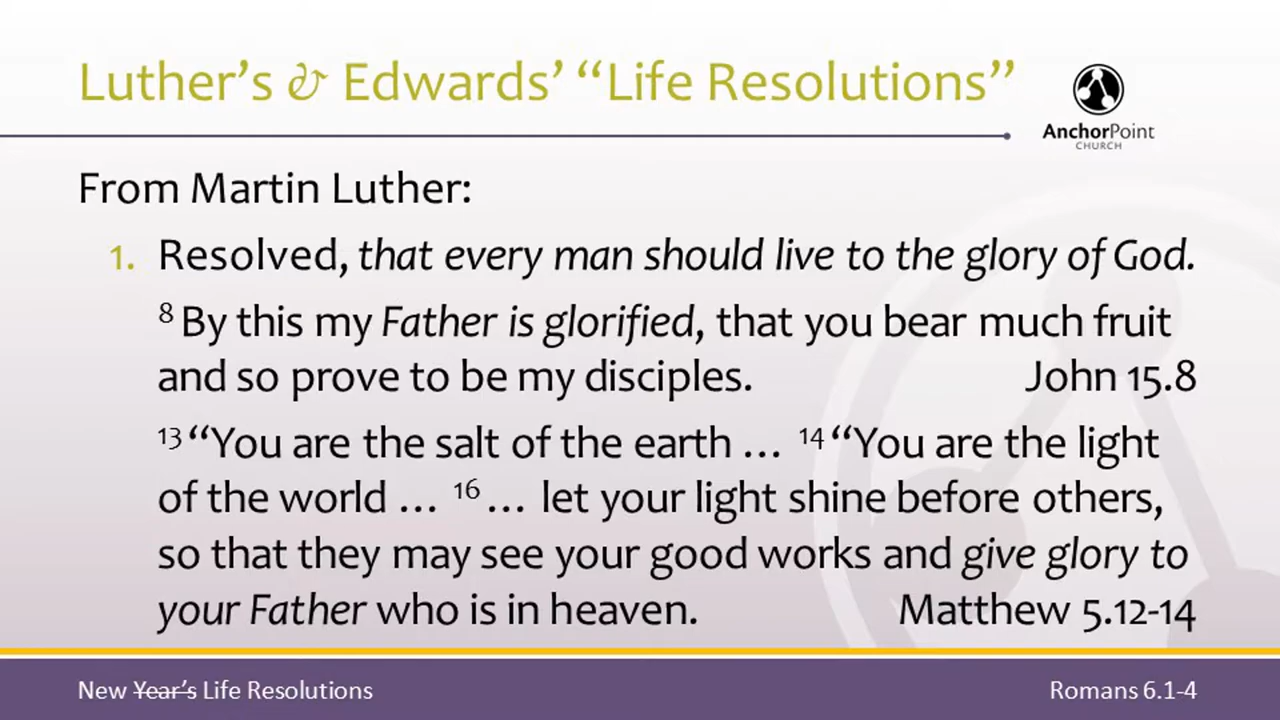 Luther’s & Edwards’ “Life Resolutions”
AnchorPoint
CHURCH
From Martin Luther:
1. Resolved, that every man should live to the glory of God.
8 By this my Father is glorified, that you bear much fruit
and so prove to be my disciples. John 15.8
13 “You are the salt of the earth … 14 “You are the light
of the world … 16 … let your light shine before others,
so that they may see your good works and give glory to
your Father who is in heaven. Matthew 5.12-14
New Year’s Life Resolutions Romans 6.1-4